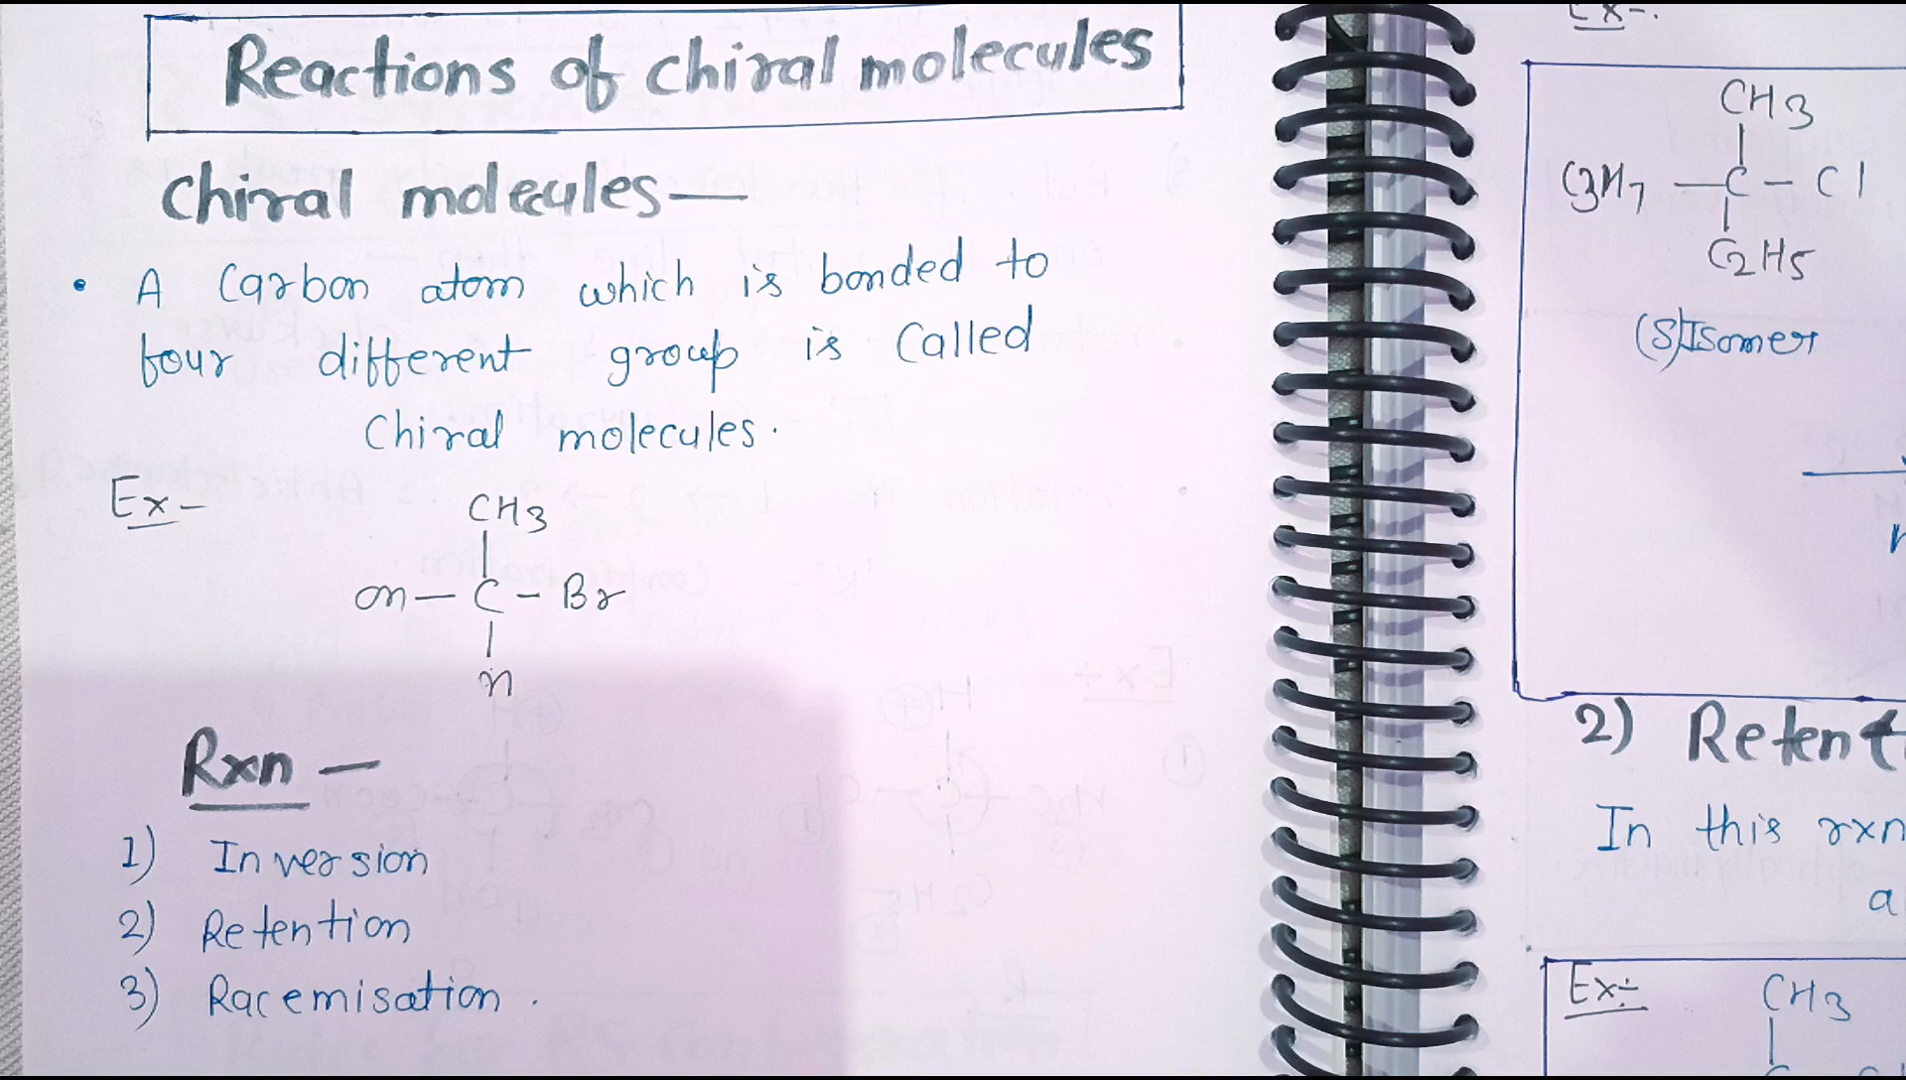 Reactions of chiral molecules
Chiral molecules—
• A Carbon atom which is bonded to
four different group is Called
Chiral molecules.
Ex-
CH3
|
on — C - Br
|
n
Rxn —
1) Inversion
2) Retention
3) Racemisation.
Ex-.
CH3
|
C3H7 — C — Cl
|
C2H5
(S)Isomer
2) Retent
In this rxn
a
Ex:-
CH3
|